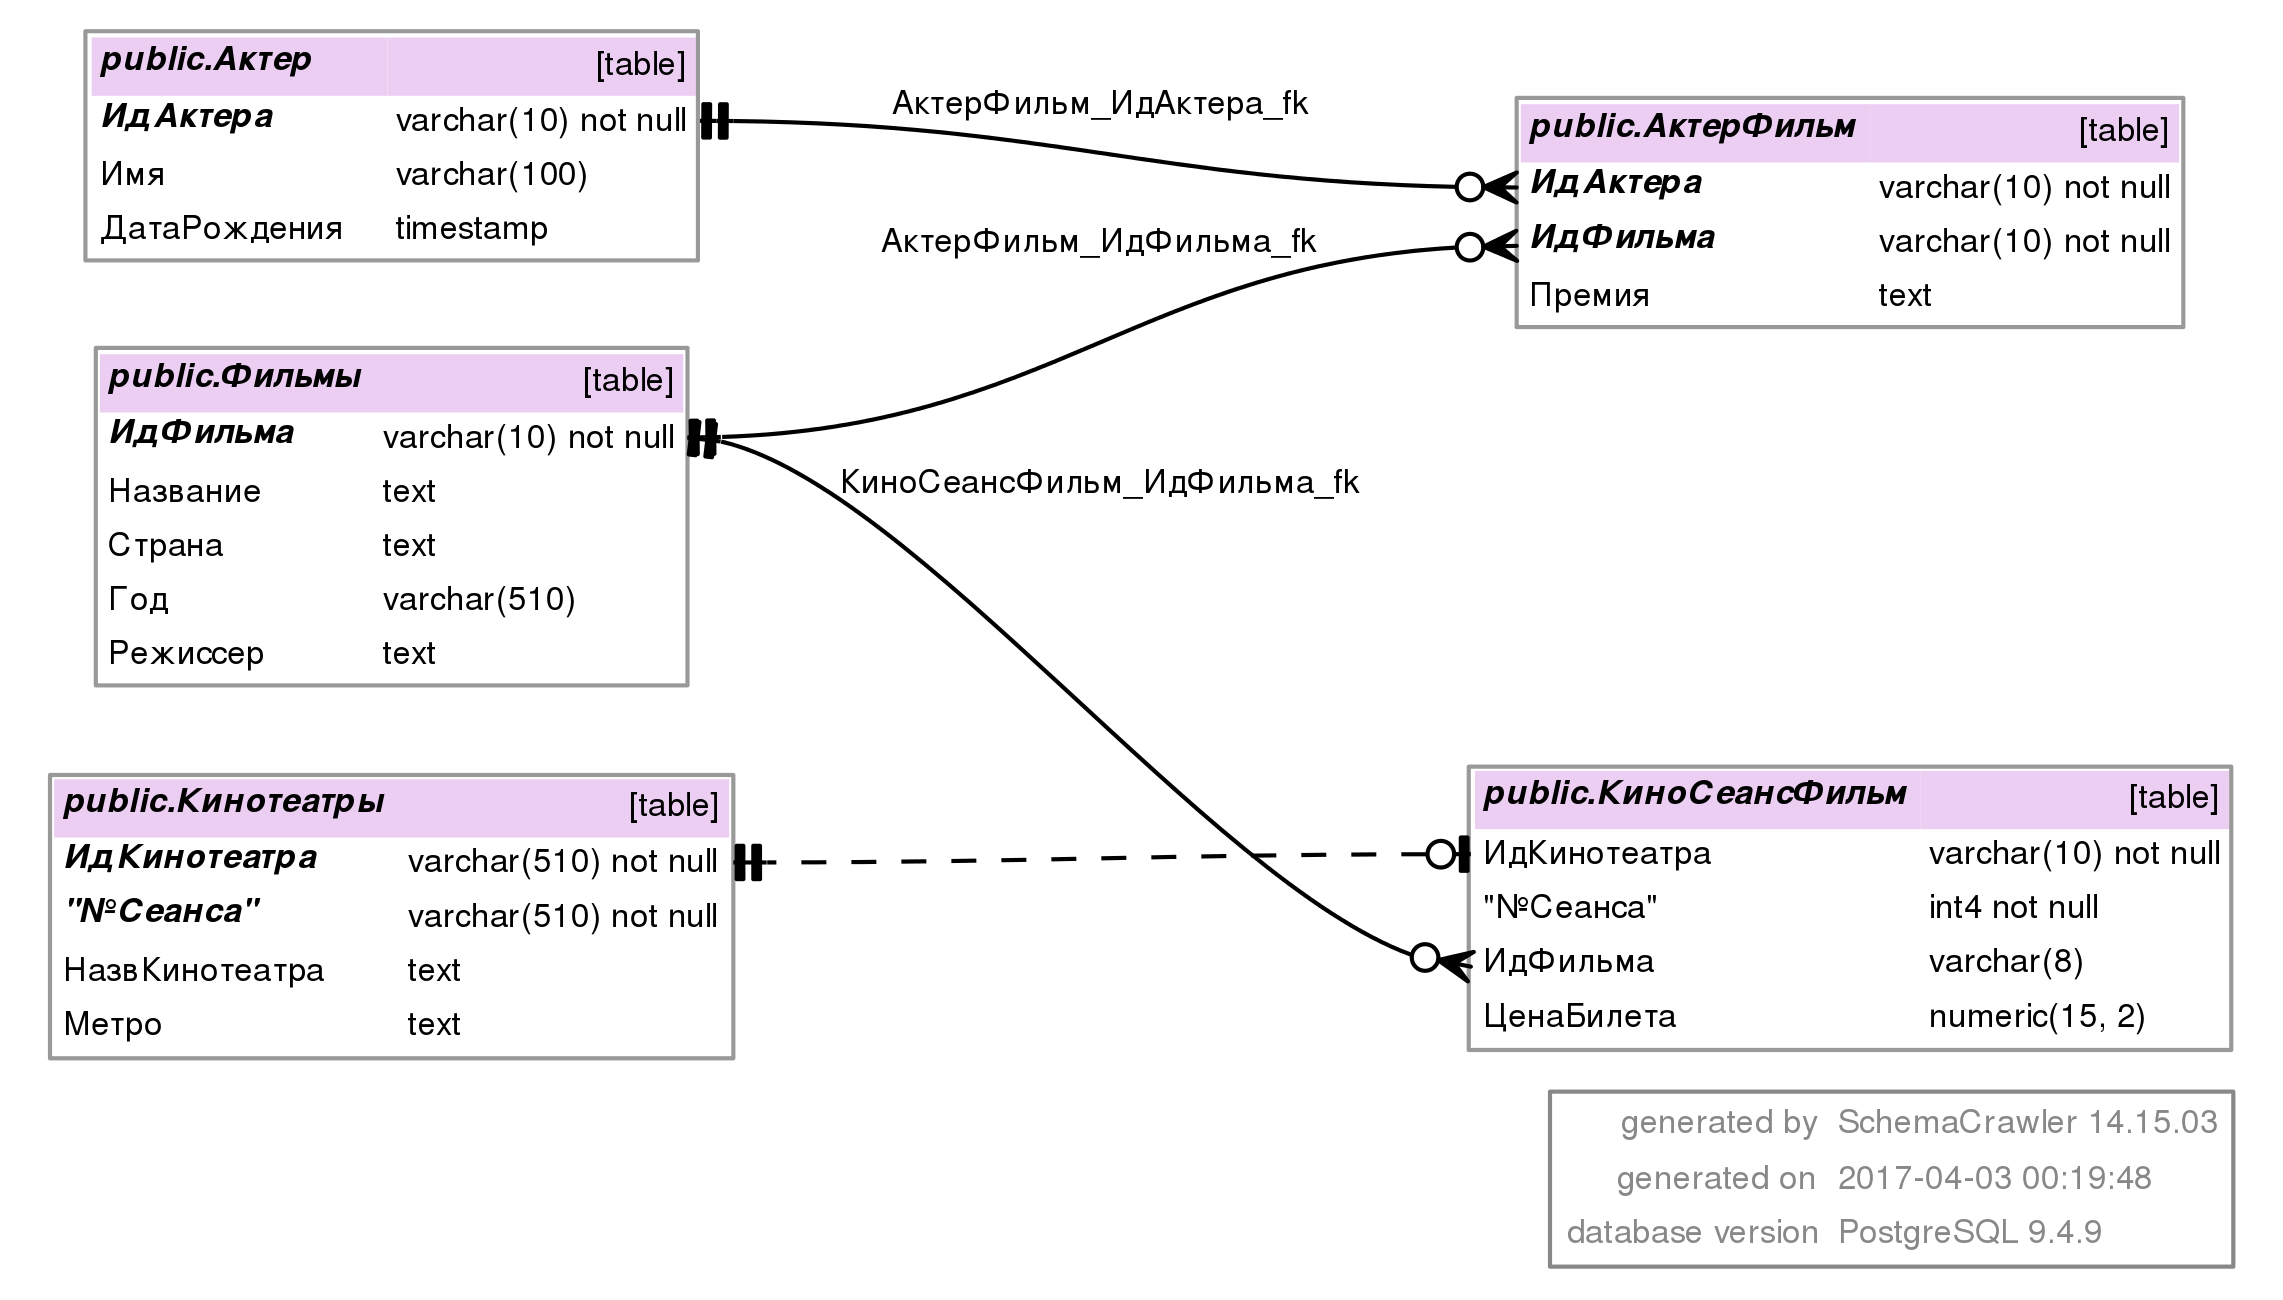 public.Актер [table]
ИдАктера varchar(10) not null
Имя varchar(100)
ДатаРождения timestamp
АктерФильм_ИдАктера_fk
public.АктерФильм [table]
ИдАктера varchar(10) not null
ИдФильма varchar(10) not null
Премия text
АктерФильм_ИдФильма_fk
public.Фильмы [table]
ИдФильма varchar(10) not null
Название text
Страна text
Год varchar(510)
Режиссер text
КиноСеансФильм_ИдФильма_fk
public.Кинотеатры [table]
ИдКинотеатра varchar(510) not null
"№Сеанса" varchar(510) not null
НазвКинотеатра text
Метро text
public.КиноСеансФильм [table]
ИдКинотеатра varchar(10) not null
"№Сеанса" int4 not null
ИдФильма varchar(8)
ЦенаБилета numeric(15, 2)
generated by SchemaCrawler 14.15.03
generated on 2017-04-03 00:19:48
database version PostgreSQL 9.4.9